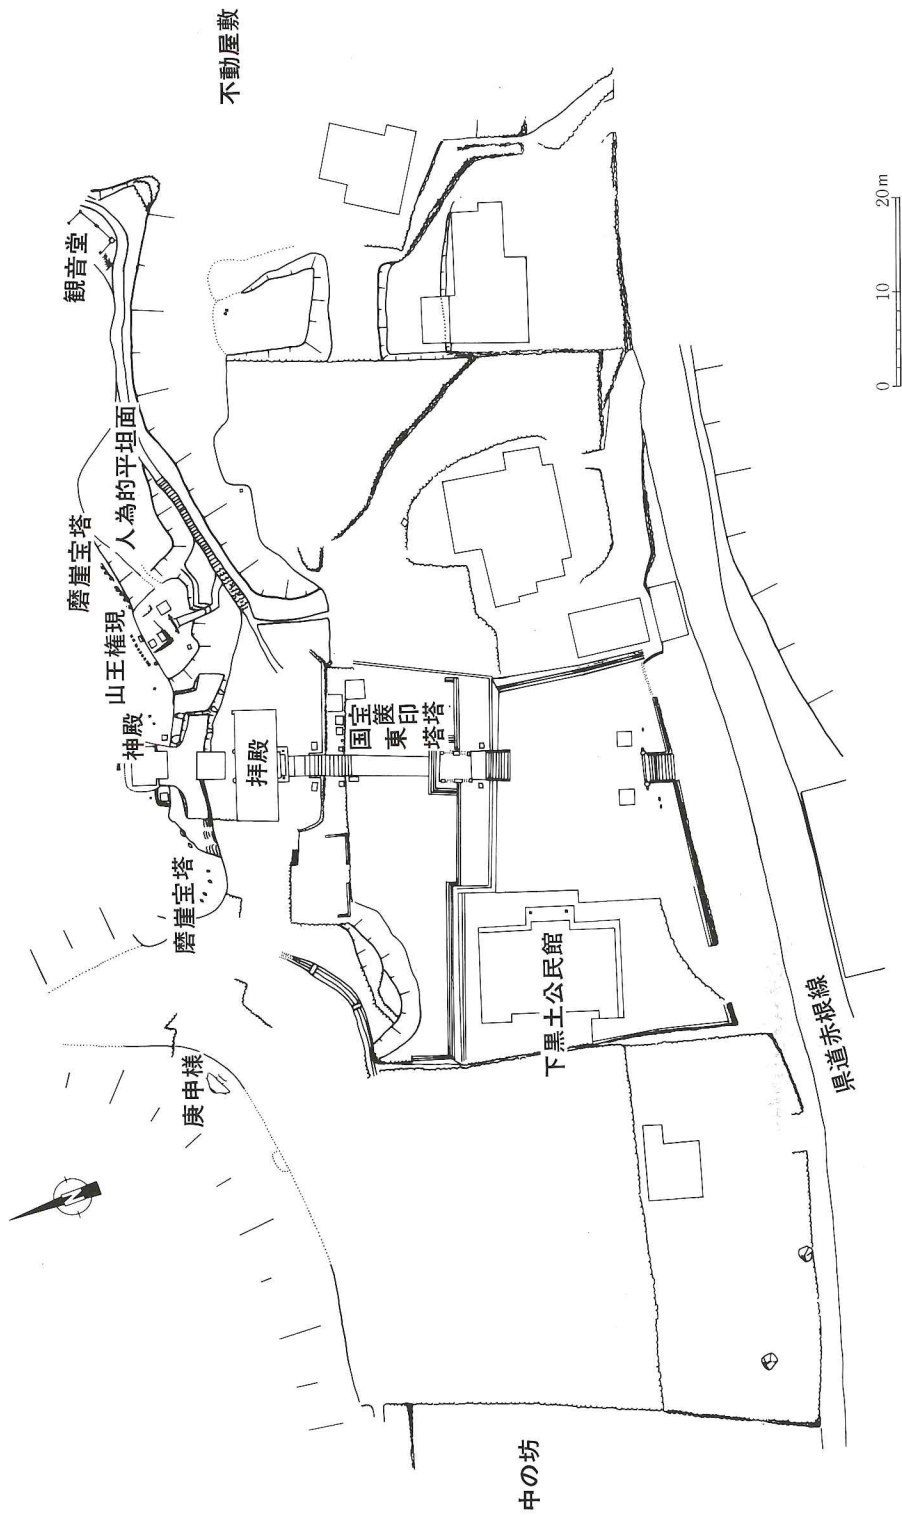 不動屋敷
観音堂
人為的平坦面
磨崖宝塔
山王権現
神殿
拝殿
国東塔
宝篋印塔
磨崖宝塔
庚申様
下黒土公民館
県道赤根線
中の坊
N
0 10 20m